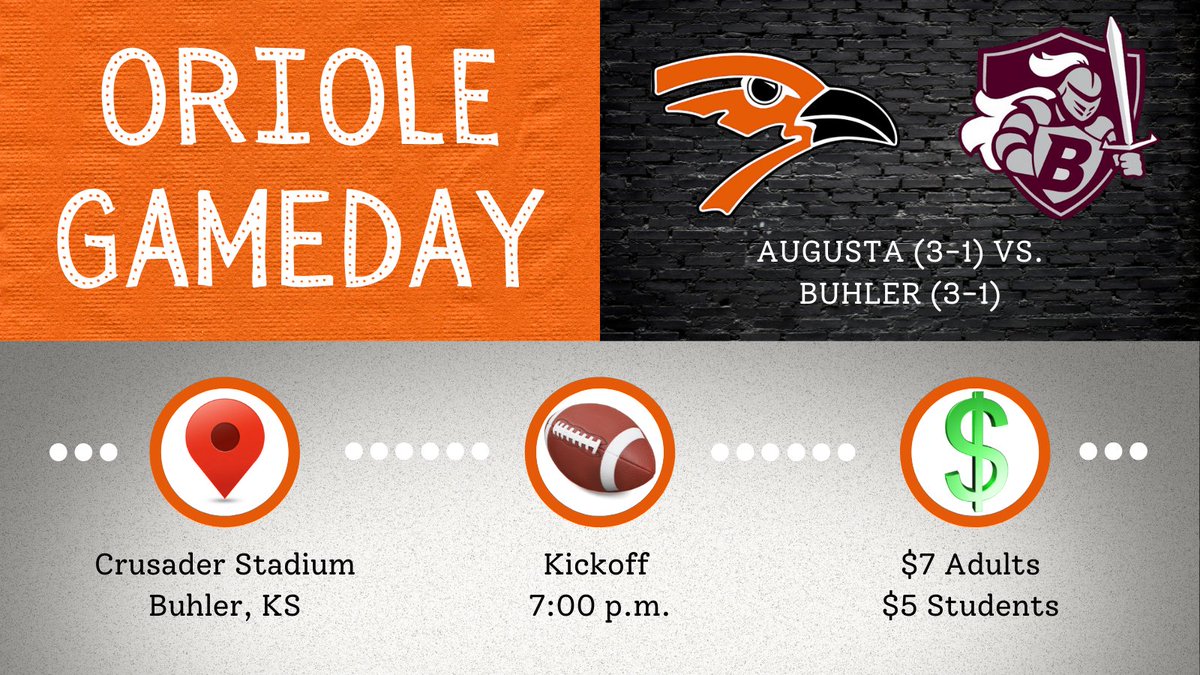 ORIOLE
GAMEDAY
B
AUGUSTA (3-1) VS.
BUHLER (3-1)
Crusader Stadium
Buhler, KS
Kickoff
7:00 p.m.
$
$7 Adults
$5 Students